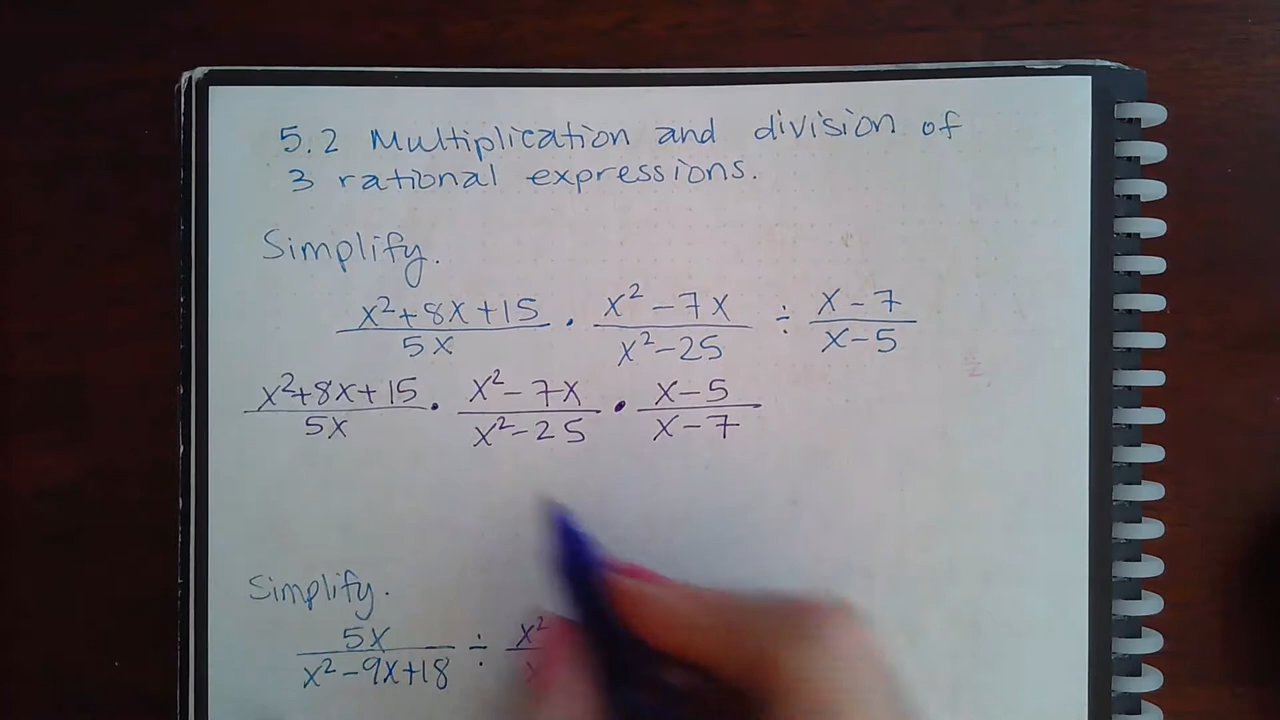 5.2 Multiplication and division of
3 rational expressions.
Simplify.
x²+8x+15 / 5x · x²-7x / x²-25 ÷ x-7 / x-5
x²+8x+15 / 5x · x²-7x / x²-25 · x-5 / x-7
Simplify.
5x / x²-9x+18 ÷ x²